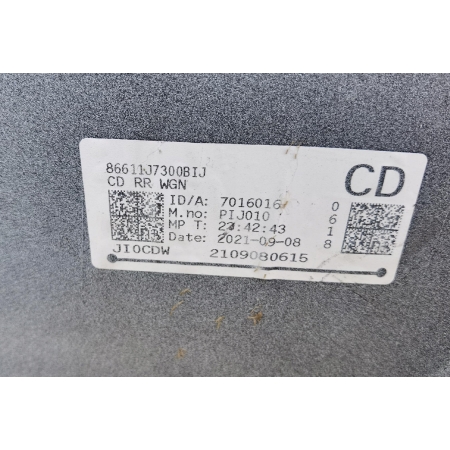 86611J7300BIJ
CD RR WGN
CD
ID/A: 7016016
M.no: PIJ010
MP T: 23:42:43
Date: 2021-09-08
0
6
1
8
JI0CDW
2109080615